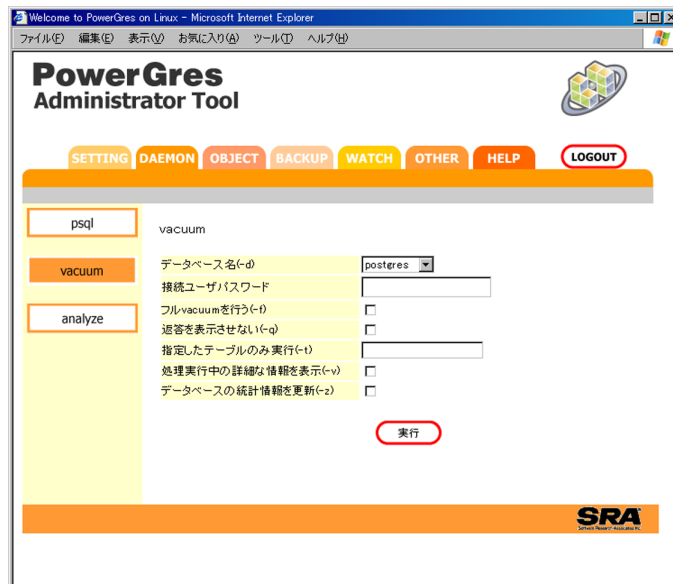 Welcome to PowerGres on Linux - Microsoft Internet Explorer
ファイル(F) 編集(E) 表示(V) お気に入り(A) ツール(T) ヘルプ(H)
PowerGres
Administrator Tool
SETTING DAEMON OBJECT BACKUP WATCH OTHER HELP LOGOUT
psql
vacuum
analyze
vacuum
データベース名(-d) postgres
接続ユーザパスワード
フルvacuumを行う(-f)
返答を表示させない(-q)
指定したテーブルのみ実行(-t)
処理実行中の詳細な情報を表示(-v)
データベースの統計情報を更新(-z)
実行
SRA
Software Research Associates Inc.